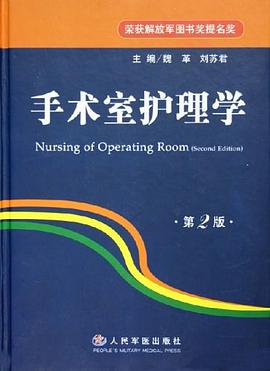 荣获解放军图书奖提名奖
主 编/魏 革 刘苏君
手术室护理学
Nursing of Operating Room (Second Edition)
·第2版·
人民军医出版社
PEOPLE'S MILITARY MEDICAL PRESS